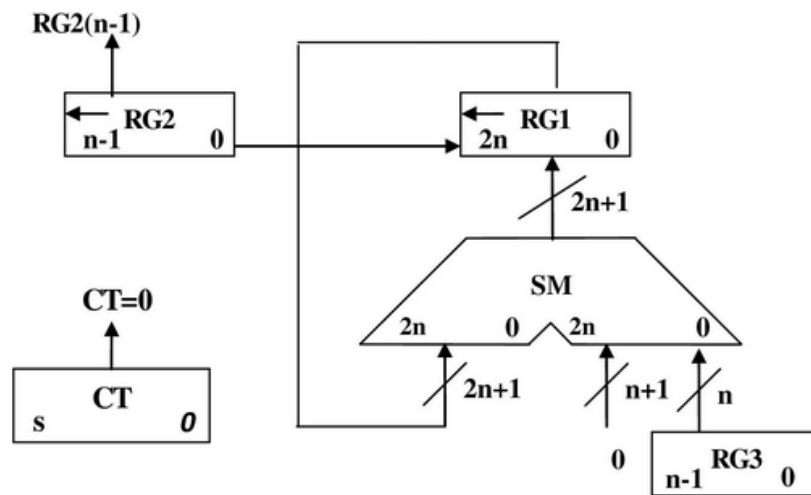 RG2(n-1)
RG2
n-1 0
RG1
2n 0
2n+1
SM
2n 0 2n 0
CT=0
CT
s 0
2n+1
n+1
n
0
RG3
n-1 0